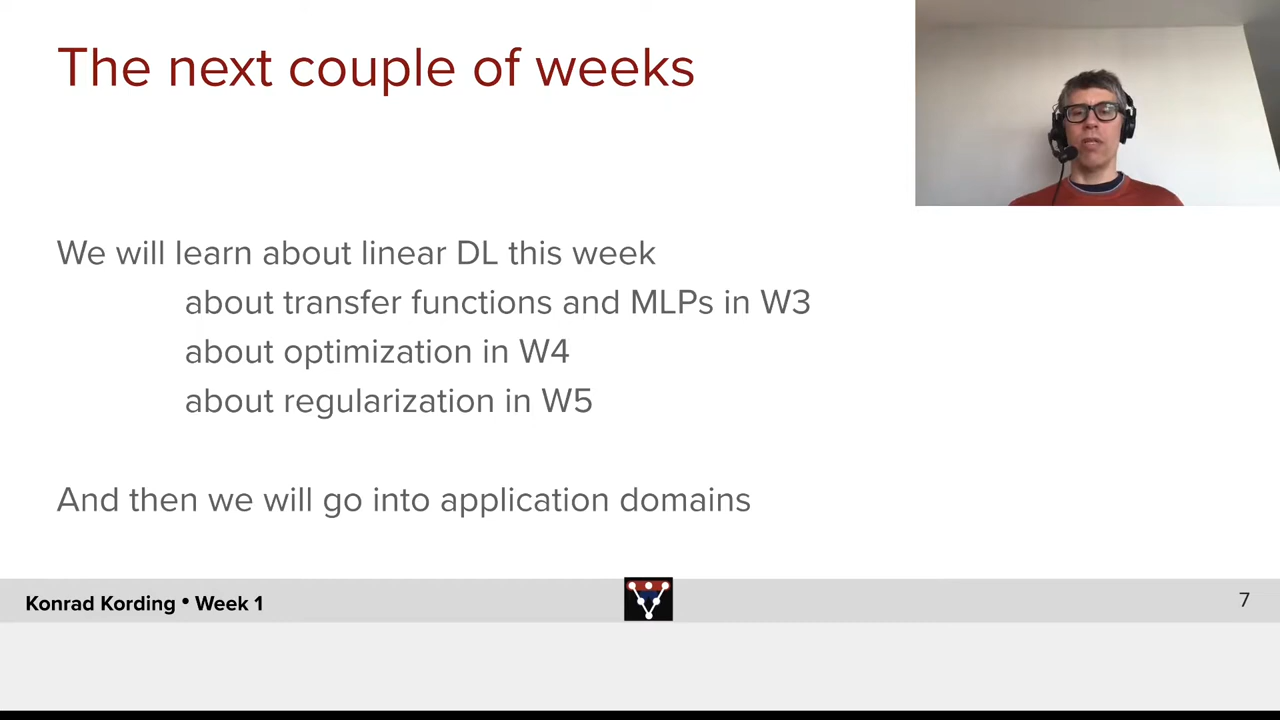 The next couple of weeks
We will learn about linear DL this week
about transfer functions and MLPs in W3
about optimization in W4
about regularization in W5
And then we will go into application domains
Konrad Kording • Week 1
7